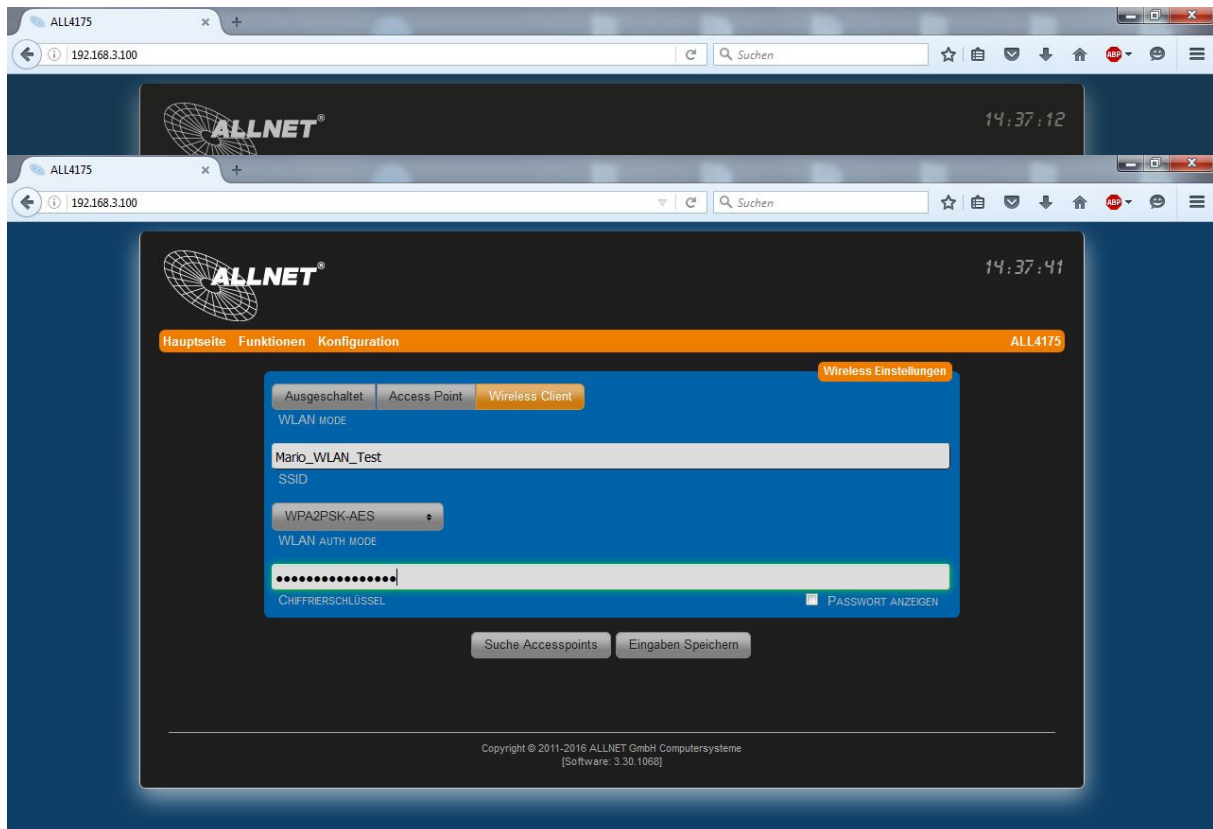 ALL4175
192.168.3.100
Suchen
ABP
ALLNET®
14:37:12
ALL4175
192.168.3.100
Suchen
ABP
ALLNET®
14:37:41
Hauptseite Funktionen Konfiguration ALL4175
Wireless Einstellungen
Ausgeschaltet Access Point Wireless Client
WLAN MODE
Mario_WLAN_Test
SSID
WPA2PSK-AES
WLAN AUTH MODE
••••••••••••••••
CHIFFRIERSCHLÜSSEL PASSWORT ANZEIGEN
Suche Accesspoints Eingaben Speichern
Copyright © 2011-2016 ALLNET GmbH Computersysteme
[Software: 3.30.1068]